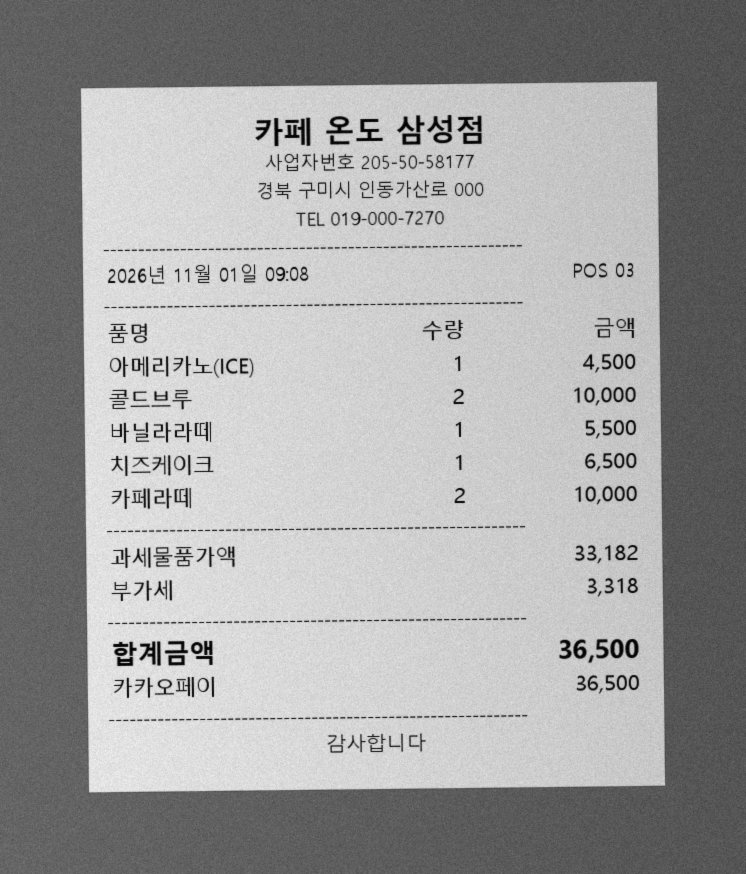 카페 온도 삼성점
사업자번호 205-50-58177
경북 구미시 인동가산로 000
TEL 019-000-7270
2026년 11월 01일 09:08 POS 03
품명 수량 금액
아메리카노(ICE) 1 4,500
콜드브루 2 10,000
바닐라라떼 1 5,500
치즈케이크 1 6,500
카페라떼 2 10,000
과세물품가액 33,182
부가세 3,318
합계금액 36,500
카카오페이 36,500
감사합니다